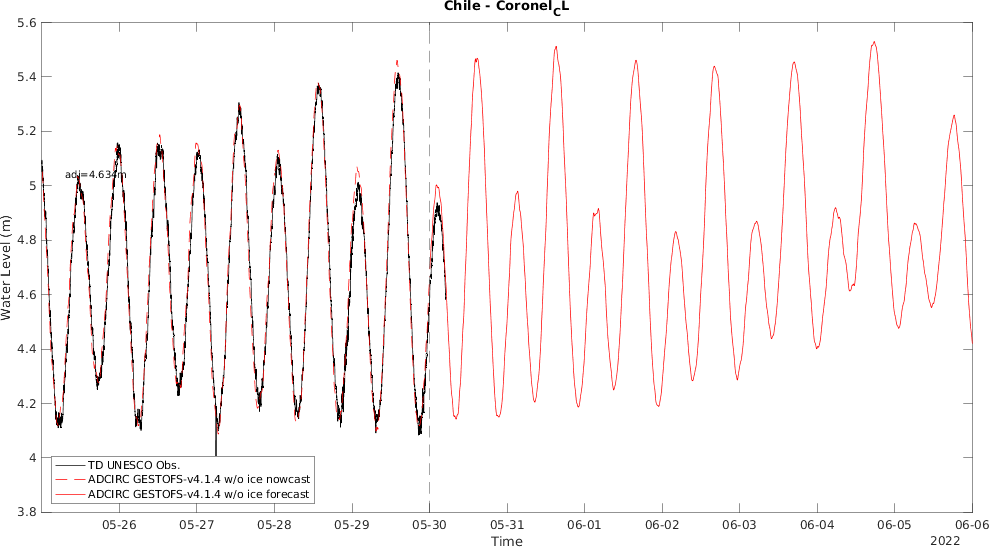 Chile - Coronel_CL
5.6
5.4
5.2
5
4.8
4.6
4.4
4.2
4
3.8
Water Level (m)
adj=4.634m
TD UNESCO Obs.
ADCIRC GESTOFS-v4.1.4 w/o ice nowcast
ADCIRC GESTOFS-v4.1.4 w/o ice forecast
05-26 05-27 05-28 05-29 05-30 05-31 06-01 06-02 06-03 06-04 06-05 06-06
Time
2022